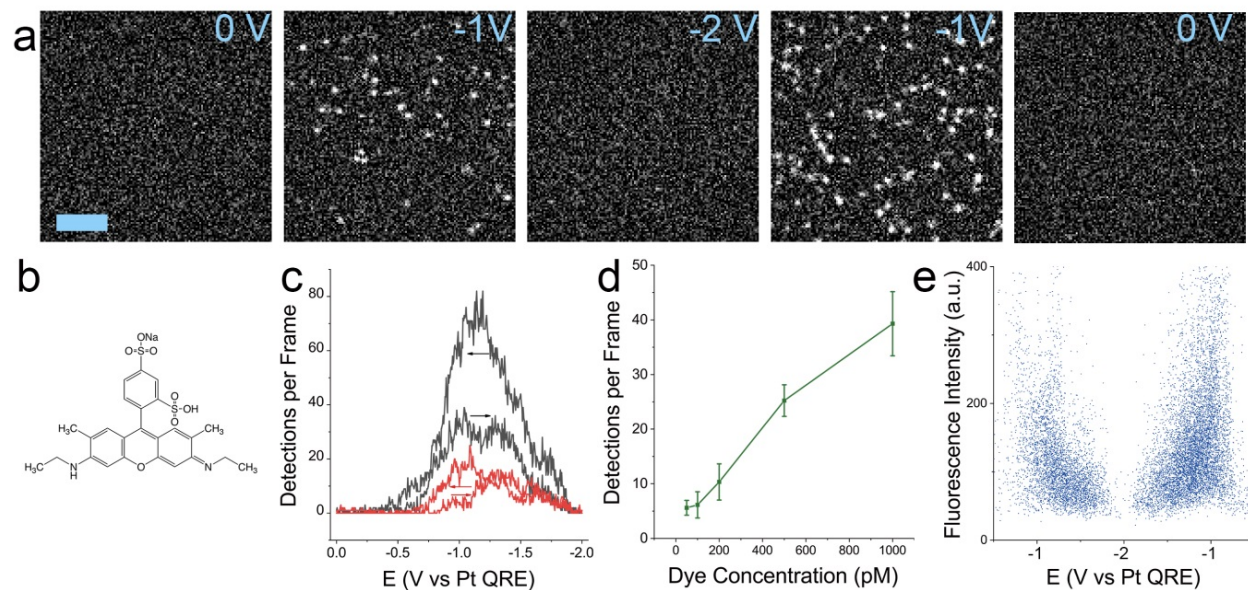 a
0 V
-1V
-2 V
-1V
0 V
b
ONa
O=S=O
O
S-OH
O
H₃C
CH₃
H₃C
N
H
O
N
CH₃
c
Detections per Frame
80
60
40
20
0
0.0 -0.5 -1.0 -1.5 -2.0
E (V vs Pt QRE)
d
Detections per Frame
50
40
30
20
10
0
0 200 400 600 800 1000
Dye Concentration (pM)
e
Fluorescence Intensity (a.u.)
400
300
200
100
0
-1 -2 -1
E (V vs Pt QRE)